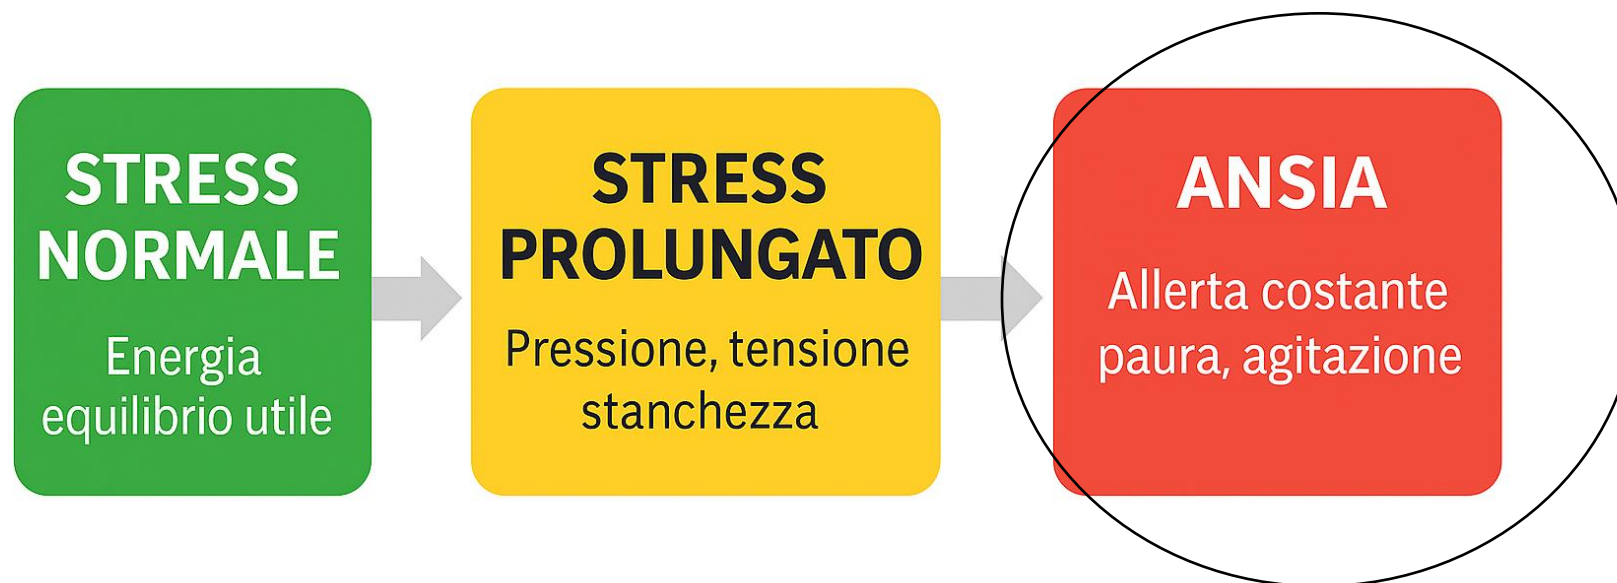 STRESS
NORMALE
Energia
equilibrio utile
STRESS
PROLUNGATO
Pressione, tensione
stanchezza
ANSIA
Allerta costante
paura, agitazione